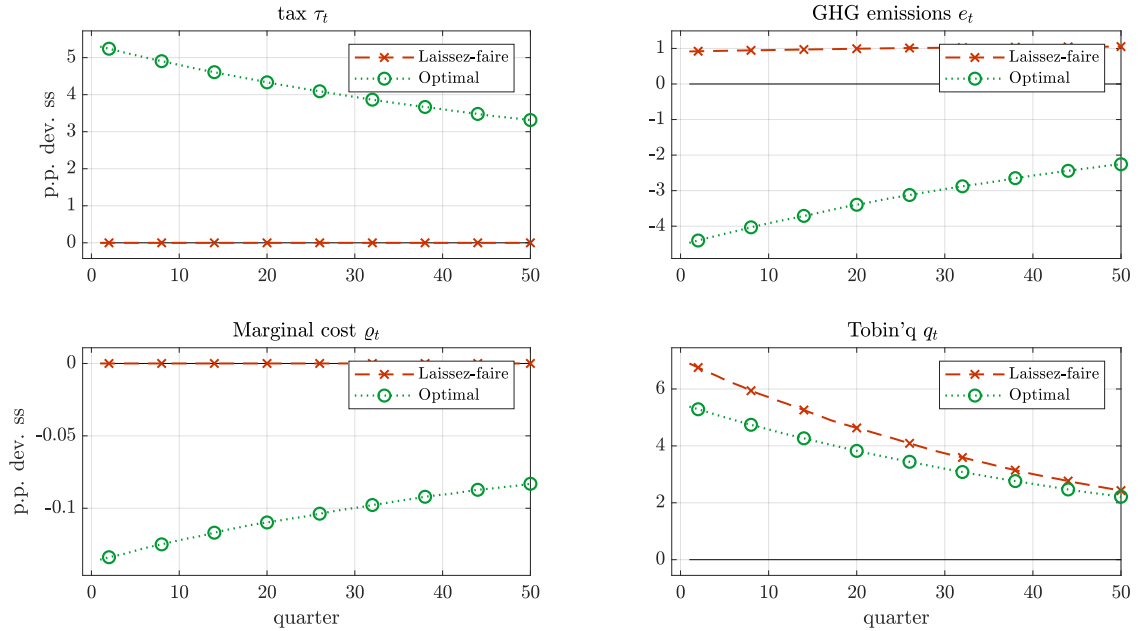 tax τt
p.p. dev. ss
5
4
3
2
1
0
0 10 20 30 40 50
Laissez-faire
Optimal
GHG emissions et
1
0
-1
-2
-3
-4
0 10 20 30 40 50
Laissez-faire
Optimal
Marginal cost ϱt
p.p. dev. ss
0
-0.05
-0.1
0 10 20 30 40 50
quarter
Laissez-faire
Optimal
Tobin'q qt
6
4
2
0
0 10 20 30 40 50
quarter
Laissez-faire
Optimal